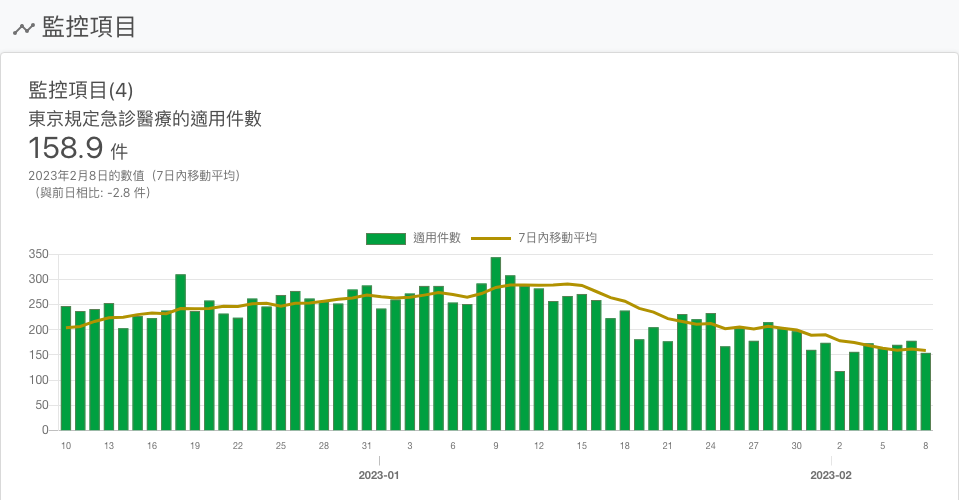 監控項目
監控項目(4)
東京規定急診醫療的適用件數
158.9 件
2023年2月8日的數值（7日內移動平均）
（與前日相比: -2.8 件）
適用件數 7日內移動平均
350
300
250
200
150
100
50
0
10 13 16 19 22 25 28 31 3 6 9 12 15 18 21 24 27 30 2 5 8
2023-01 2023-02